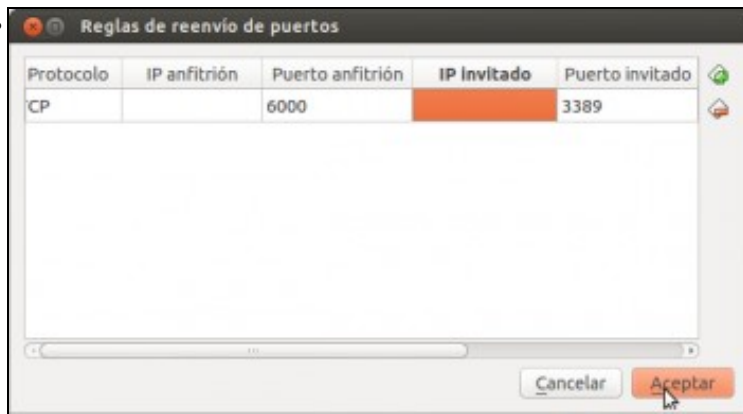 Reglas de reenvío de puertos
Protocolo IP anfitrión Puerto anfitrión IP invitado Puerto invitado
CP 6000 3389
Cancelar Aceptar